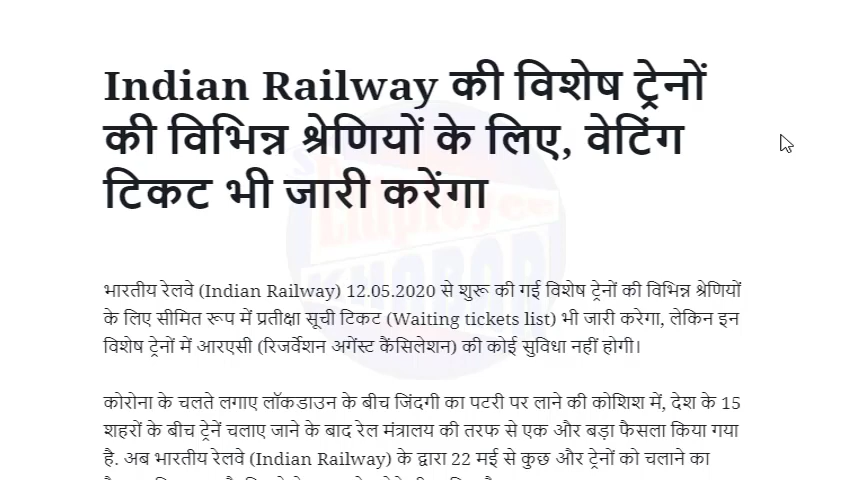 Indian Railway की विशेष ट्रेनों
की विभिन्न श्रेणियों के लिए, वेटिंग
टिकट भी जारी करेंगा
Employee
KHABAR
भारतीय रेलवे (Indian Railway) 12.05.2020 से शुरू की गई विशेष ट्रेनों की विभिन्न श्रेणियों
के लिए सीमित रूप में प्रतीक्षा सूची टिकट (Waiting tickets list) भी जारी करेगा, लेकिन इन
विशेष ट्रेनों में आरएसी (रिजर्वेशन अगेंस्ट कैंसिलेशन) की कोई सुविधा नहीं होगी।
कोरोना के चलते लगाए लॉकडाउन के बीच जिंदगी का पटरी पर लाने की कोशिश में, देश के 15
शहरों के बीच ट्रेनें चलाए जाने के बाद रेल मंत्रालय की तरफ से एक और बड़ा फैसला किया गया
है. अब भारतीय रेलवे (Indian Railway) के द्वारा 22 मई से कुछ और ट्रेनों को चलाने का